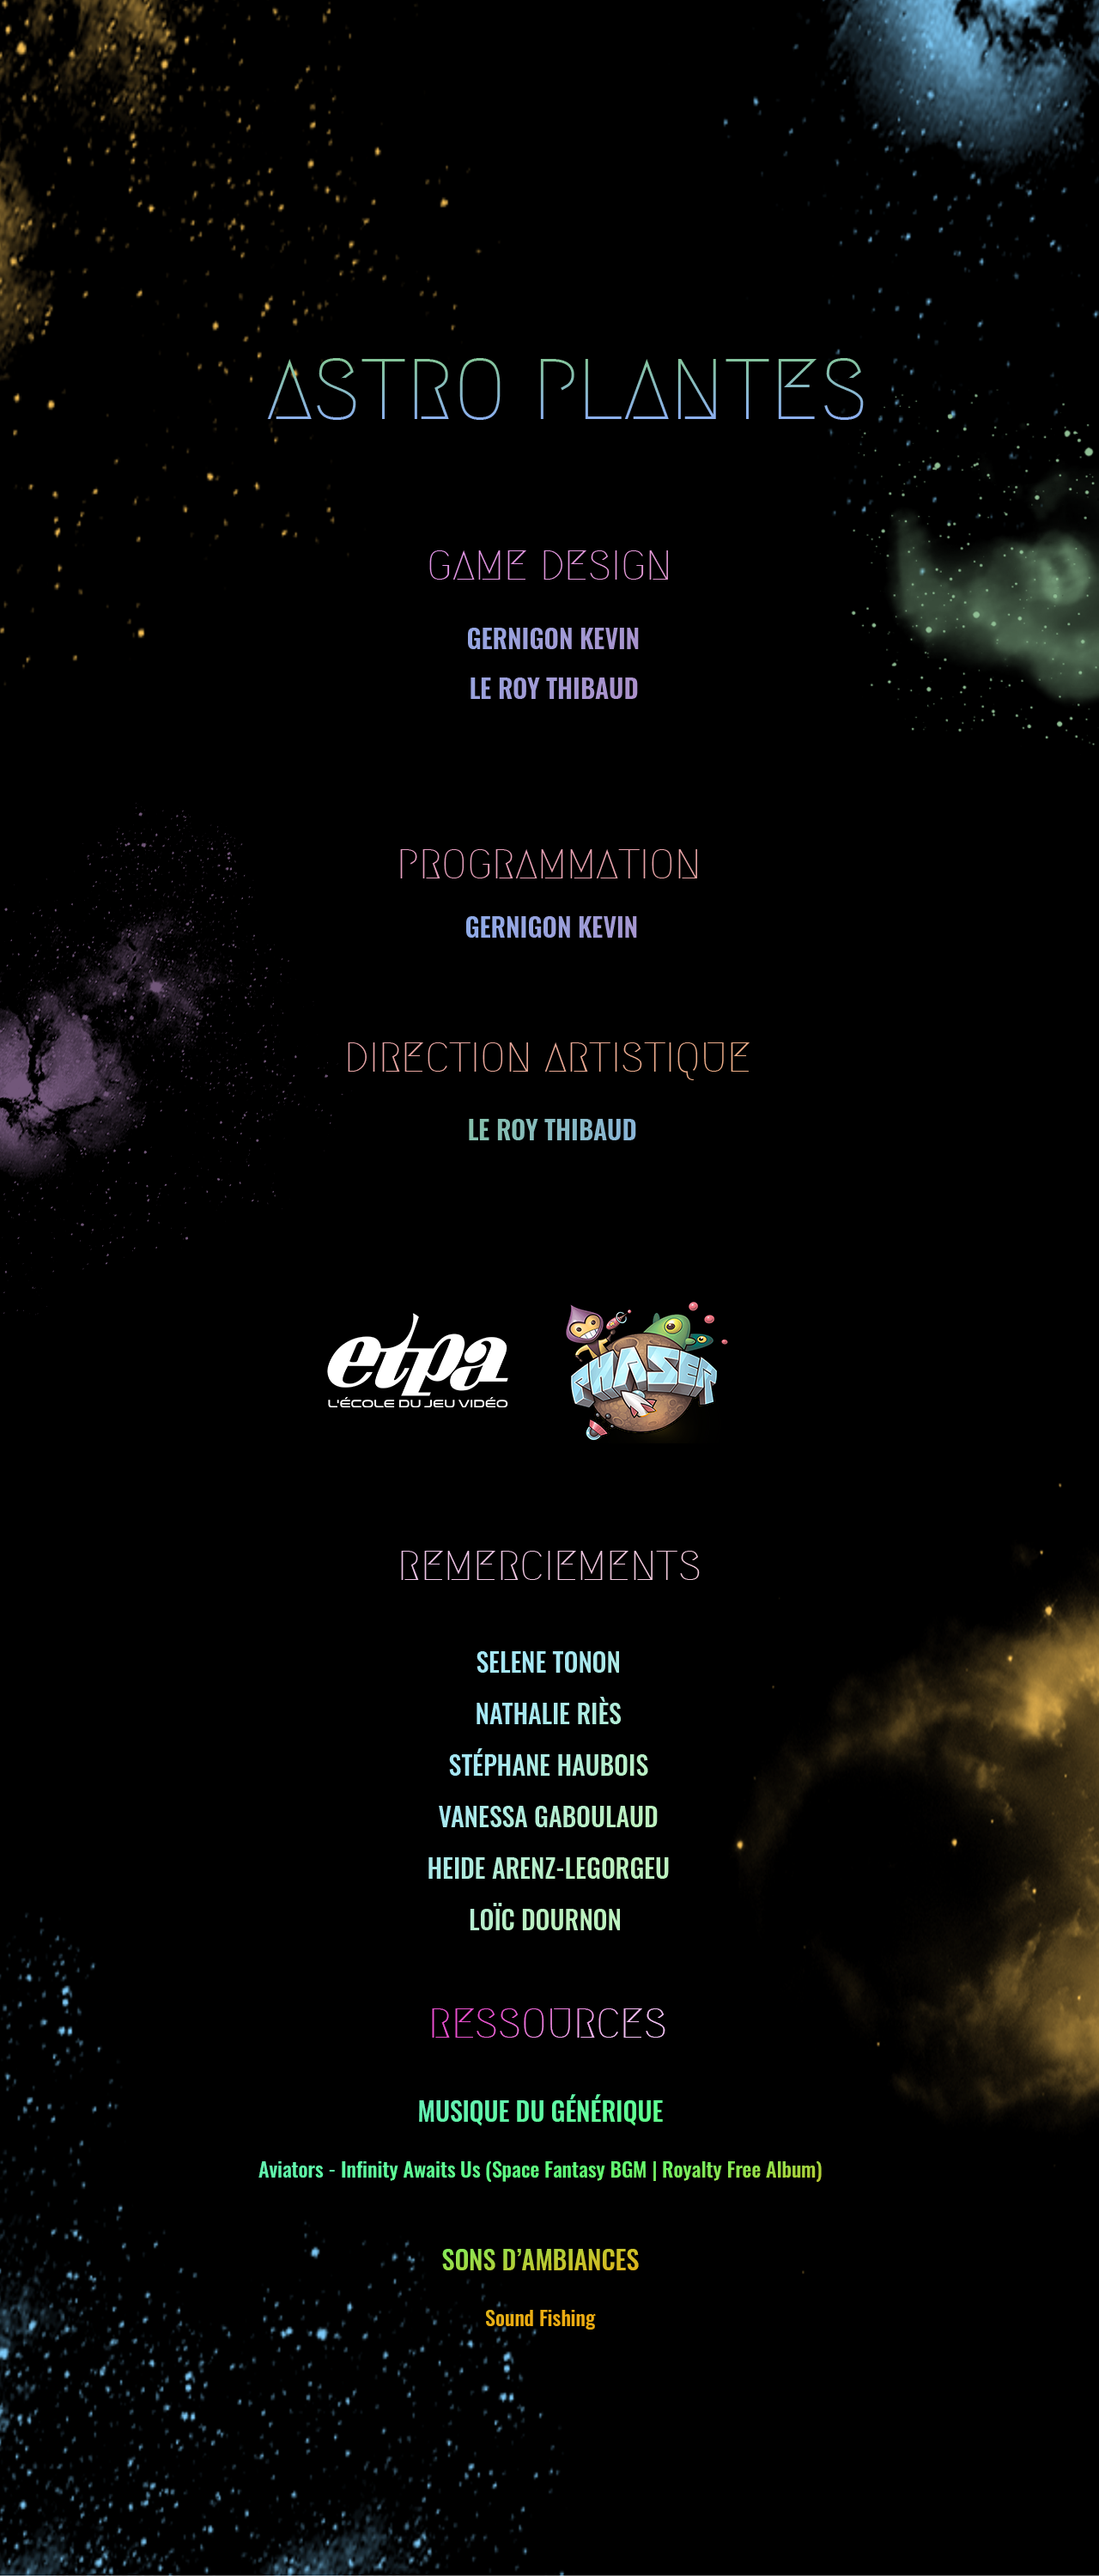 ASTRO PLANTES
GAME DESIGN
GERNIGON KEVIN
LE ROY THIBAUD
PROGRAMMATION
GERNIGON KEVIN
DIRECTION ARTISTIQUE
LE ROY THIBAUD
etpa
L'ÉCOLE DU JEU VIDÉO
PHASER
REMERCIEMENTS
SELENE TONON
NATHALIE RIÈS
STÉPHANE HAUBOIS
VANESSA GABOULAUD
HEIDE ARENZ-LEGORGEU
LOÏC DOURNON
RESSOURCES
MUSIQUE DU GÉNÉRIQUE
Aviators - Infinity Awaits Us (Space Fantasy BGM | Royalty Free Album)
SONS D’AMBIANCES
Sound Fishing